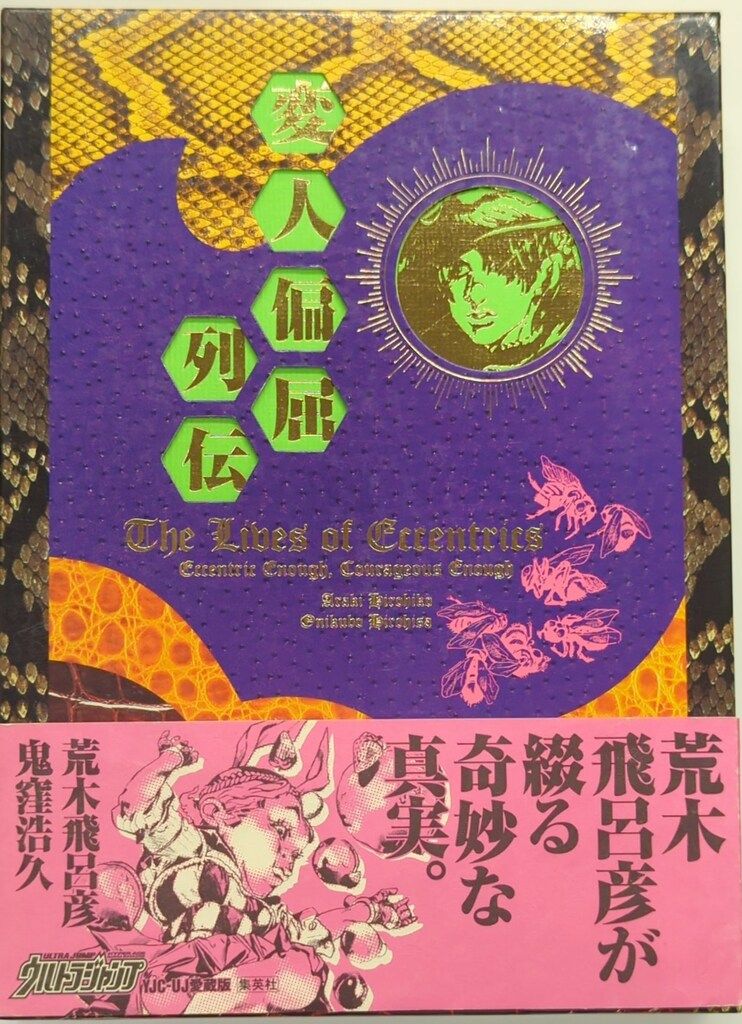 変人偏屈
列伝
The Lives of Eccentrics
Eccentric Enough, Courageous Enough
Araki Hirohiko
Onikubo Hirohisa
荒木
飛呂彦が
綴る
奇妙な
真実。
荒木飛呂彦
鬼窪浩久
ULTRA JUMP
ウルトラジャンプ
YJC-UJ愛蔵版 集英社